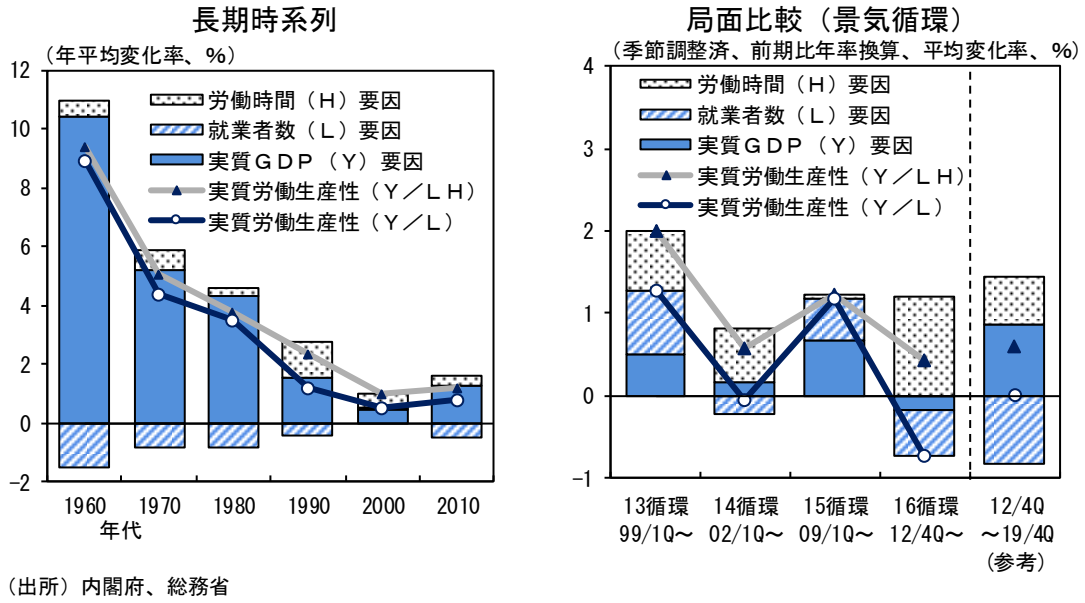 長期時系列
(年平均変化率、%)
12
10
8
6
4
2
0
−2
労働時間(H)要因
就業者数(L)要因
実質GDP(Y)要因
実質労働生産性(Y/LH)
実質労働生産性(Y/L)
1960 1970 1980 1990 2000 2010
年代
局面比較(景気循環)
(季節調整済、前期比年率換算、平均変化率、%)
4
3
2
1
0
−1
労働時間(H)要因
就業者数(L)要因
実質GDP(Y)要因
実質労働生産性(Y/LH)
実質労働生産性(Y/L)
13循環 14循環 15循環 16循環 12/4Q
99/1Q~ 02/1Q~ 09/1Q~ 12/4Q~ ~19/4Q
(参考)
(出所)内閣府、総務省